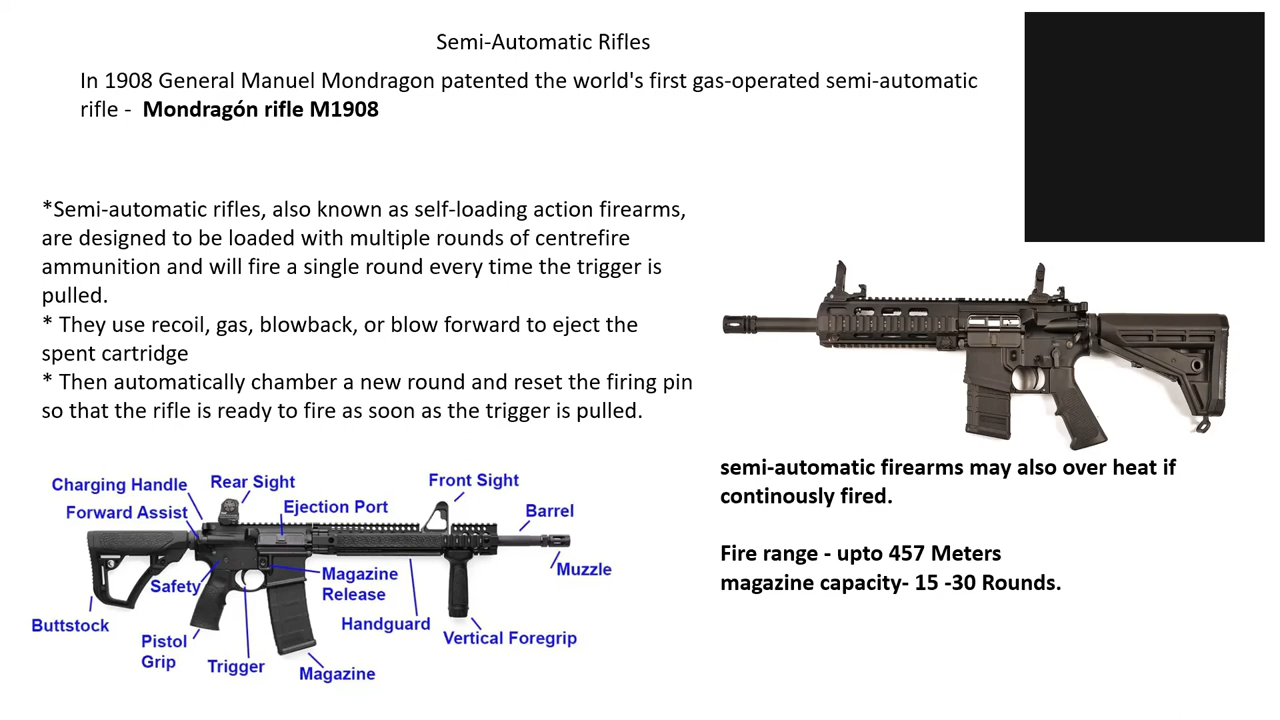 Semi-Automatic Rifles
In 1908 General Manuel Mondragon patented the world's first gas-operated semi-automatic
rifle - Mondragón rifle M1908
*Semi-automatic rifles, also known as self-loading action firearms,
are designed to be loaded with multiple rounds of centrefire
ammunition and will fire a single round every time the trigger is
pulled.
* They use recoil, gas, blowback, or blow forward to eject the
spent cartridge
* Then automatically chamber a new round and reset the firing pin
so that the rifle is ready to fire as soon as the trigger is pulled.
semi-automatic firearms may also over heat if
continously fired.
Fire range - upto 457 Meters
magazine capacity- 15 -30 Rounds.
Charging Handle
Rear Sight
Front Sight
Forward Assist
Ejection Port
Barrel
Safety
Magazine
Release
Muzzle
Buttstock
Pistol
Grip
Handguard
Vertical Foregrip
Trigger
Magazine